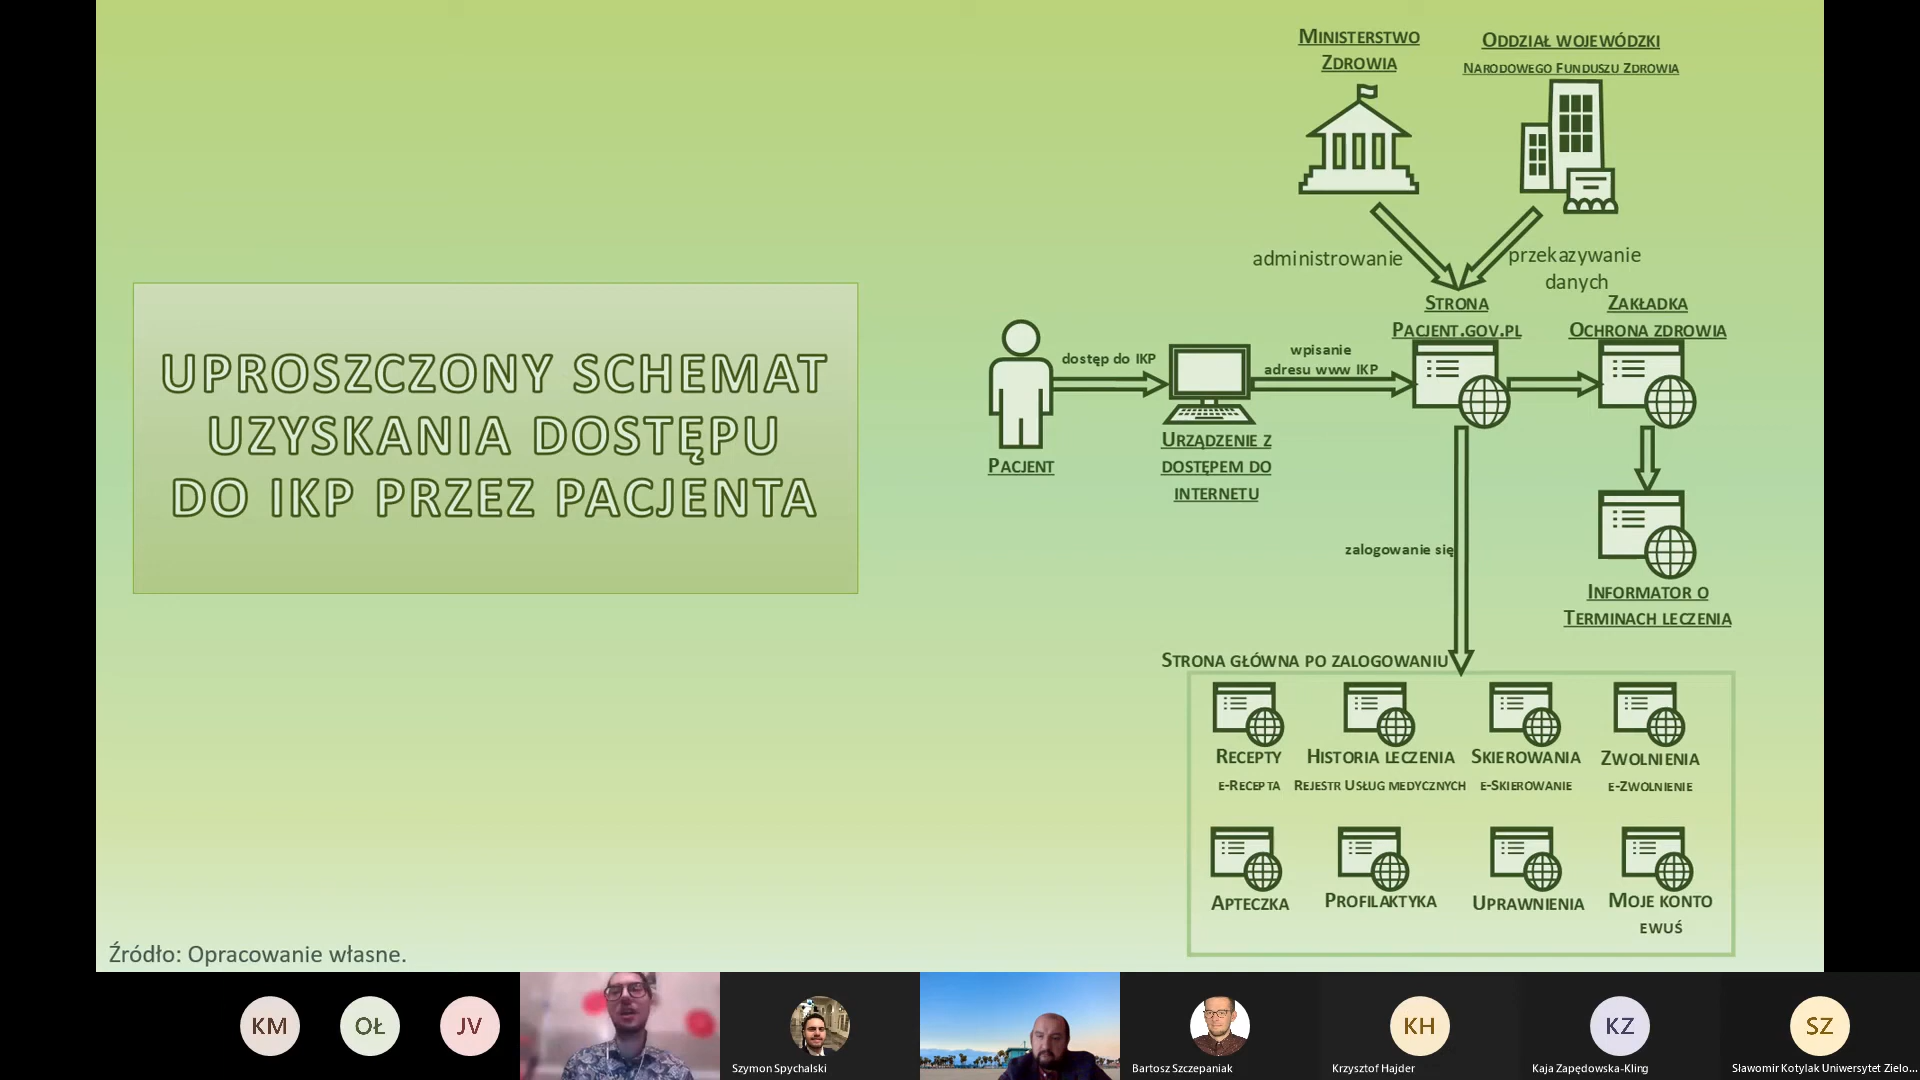 UPROSZCZONY SCHEMAT
UZYSKANIA DOSTĘPU
DO IKP PRZEZ PACJENTA
MINISTERSTWO
ZDROWIA
ODDZIAŁ WOJEWÓDZKI
NARODOWEGO FUNDUSZU ZDROWIA
administrowanie
przekazywanie
danych
STRONA
PACJENT.GOV.PL
ZAKŁADKA
OCHRONA ZDROWIA
dostęp do IKP
wpisanie
adresu www IKP
PACJENT
URZĄDZENIE Z
DOSTĘPEM DO
INTERNETU
zalogowanie się
INFORMATOR O
TERMINACH LECZENIA
STRONA GŁÓWNA PO ZALOGOWANIU
RECEPTY
E-RECEPTA
HISTORIA LECZENIA
REJESTR USŁUG MEDYCZNYCH
SKIEROWANIA
E-SKIEROWANIE
ZWOLNIENIA
E-ZWOLNIENIE
APTECZKA
PROFILAKTYKA
UPRAWNIENIA
MOJE KONTO
EWUŚ
Źródło: Opracowanie własne.
KM
OŁ
JV
Szymon Spychalski
Bartosz Szczepaniak
KH
Krzysztof Hajder
KZ
Kaja Zapędowska-Kling
SZ
Sławomir Kotylak Uniwersytet Zielo...